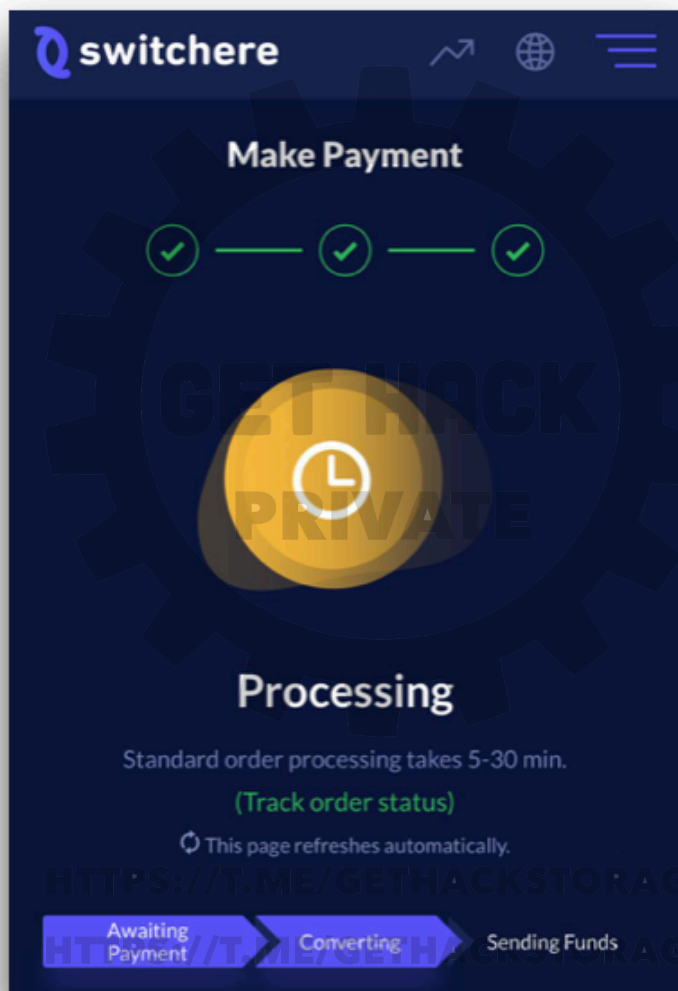 switchere
Make Payment
GET HACK
PRIVATE
Processing
Standard order processing takes 5-30 min.
(Track order status)
This page refreshes automatically.
HTTPS://T.ME/GETHACKSTORAG
Awaiting
Payment
Converting
Sending Funds
HTTPS://T.ME/GETHACKSTORAG